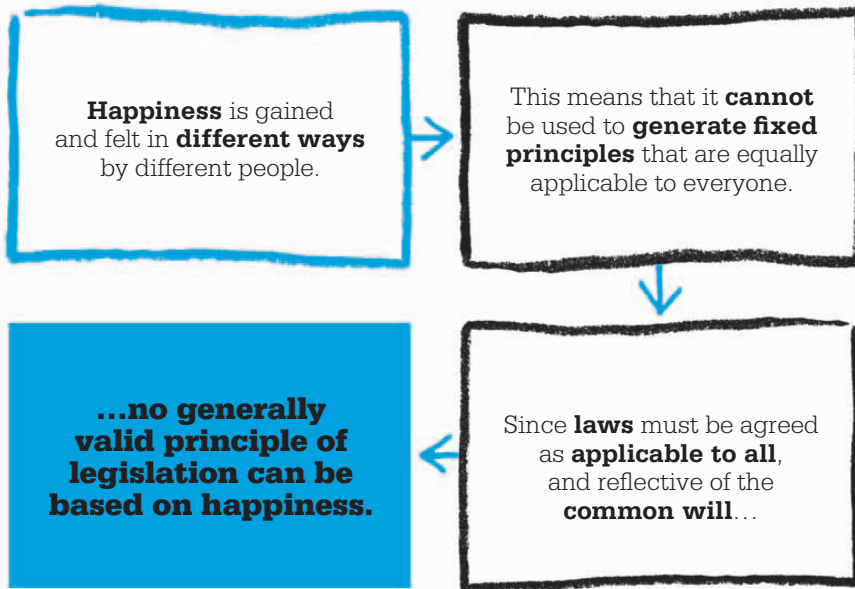 Happiness is gained
and felt in different ways
by different people.
This means that it cannot
be used to generate fixed
principles that are equally
applicable to everyone.
Since laws must be agreed
as applicable to all,
and reflective of the
common will…
...no generally
valid principle of
legislation can be
based on happiness.